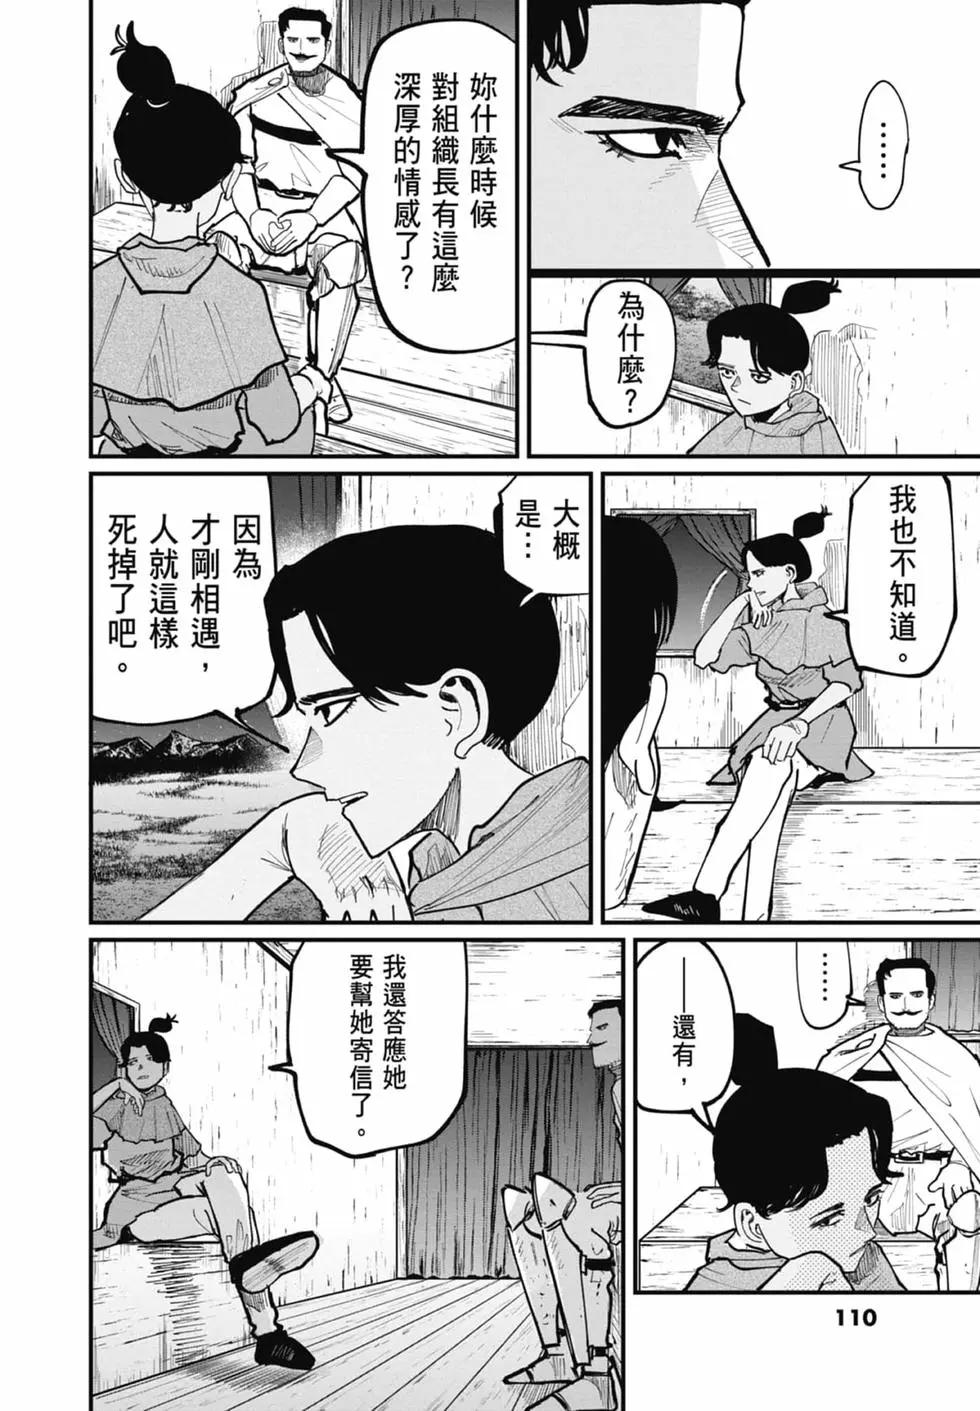 ……
為什麼？
妳什麼時候
對組織長有這麼
深厚的情感了？
我也不知道。
大概
是…
因為
才剛相遇，
人就這樣
死掉了吧。
……
——還有，
我還答應她
要幫她寄信了。
110